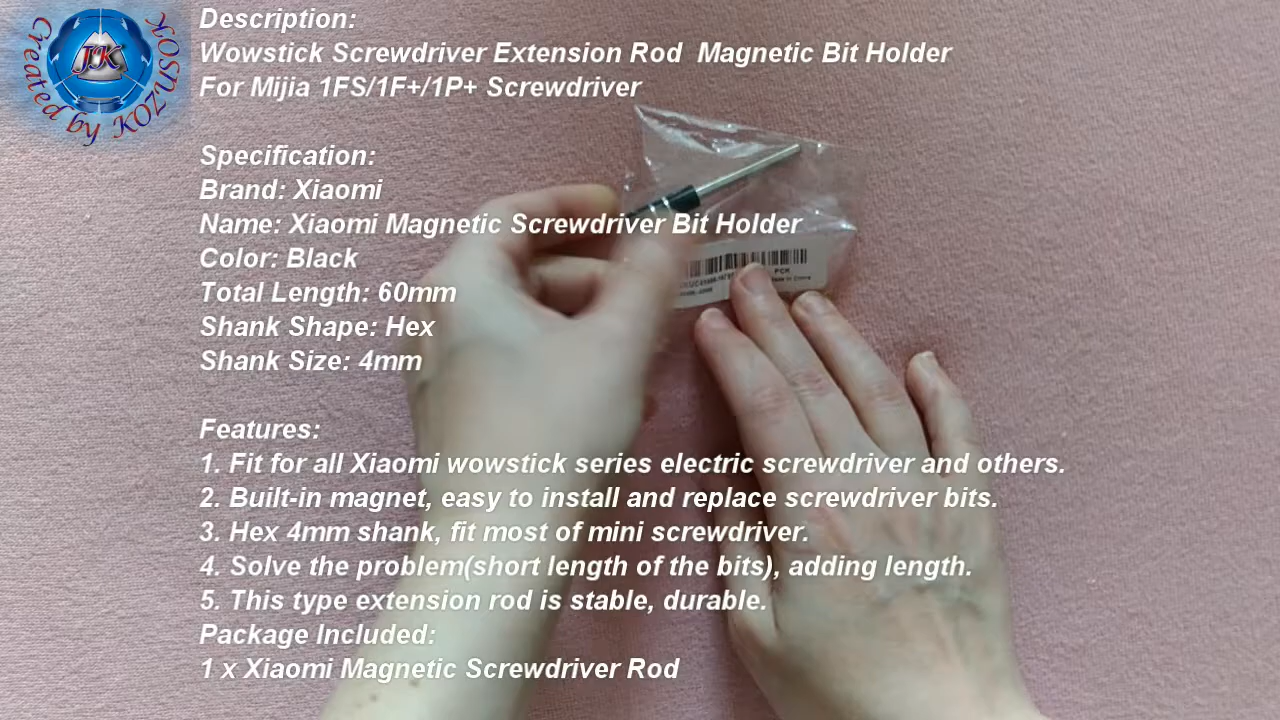 Created by KOZUSOK
JK
Description:
Wowstick Screwdriver Extension Rod Magnetic Bit Holder
For Mijia 1FS/1F+/1P+ Screwdriver
Specification:
Brand: Xiaomi
Name: Xiaomi Magnetic Screwdriver Bit Holder
Color: Black
Total Length: 60mm
Shank Shape: Hex
Shank Size: 4mm
PCR
Made in China
Features:
1. Fit for all Xiaomi wowstick series electric screwdriver and others.
2. Built-in magnet, easy to install and replace screwdriver bits.
3. Hex 4mm shank, fit most of mini screwdriver.
4. Solve the problem(short length of the bits), adding length.
5. This type extension rod is stable, durable.
Package Included:
1 x Xiaomi Magnetic Screwdriver Rod